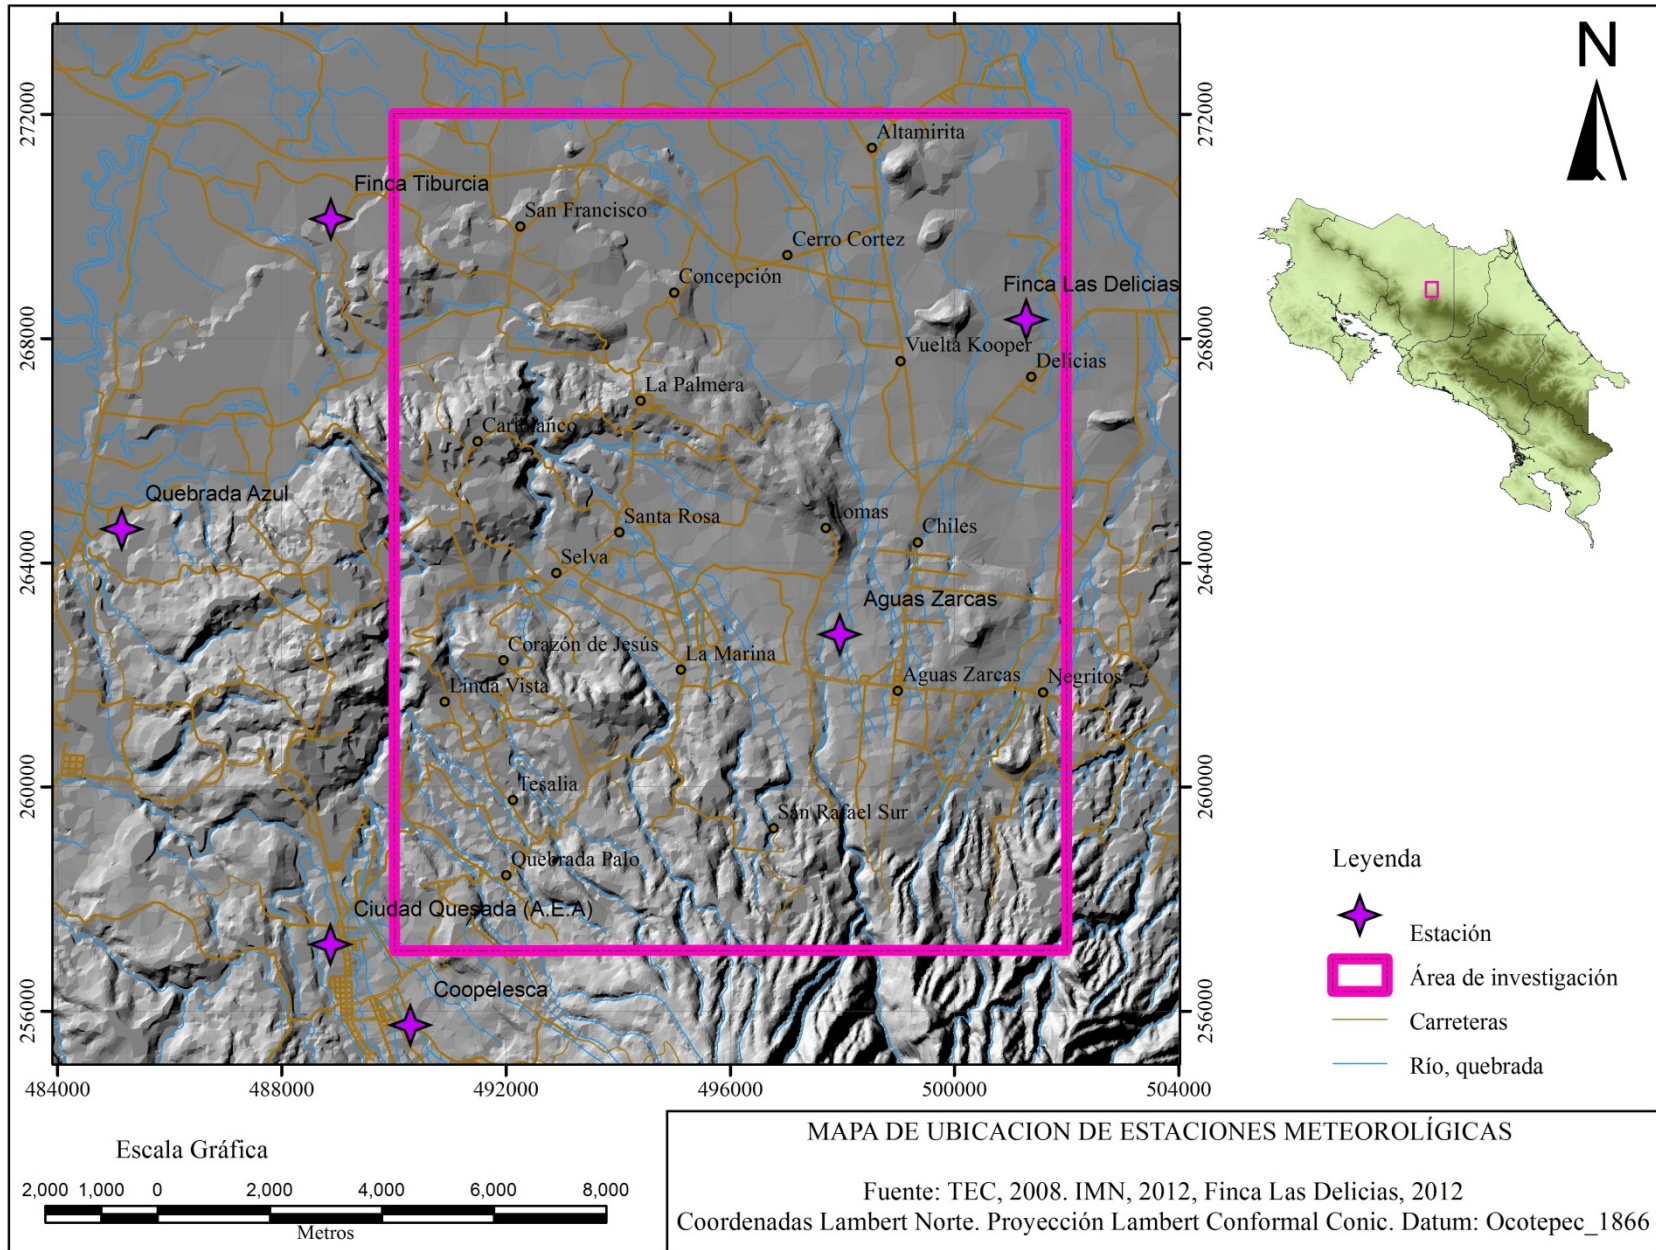 N
272000
268000
264000
260000
256000
272000
268000
264000
260000
256000
484000
488000
492000
496000
500000
504000
Altamirita
Finca Tiburcia
San Francisco
Cerro Cortez
Concepción
Finca Las Delicias
Vuelta Kooper
Delicias
La Palmera
Cariblanco
Quebrada Azul
Santa Rosa
Lomas
Chiles
Selva
Aguas Zarcas
Corazón de Jesús
La Marina
Linda Vista
Aguas Zarcas
Negritos
Tesalia
San Rafael Sur
Quebrada Palo
Ciudad Quesada (A.E.A)
Coopelesca
Leyenda
Estación
Área de investigación
Carreteras
Río, quebrada
Escala Gráfica
2,000 1,000 0 2,000 4,000 6,000 8,000
Metros
MAPA DE UBICACION DE ESTACIONES METEOROLÍGICAS
Fuente: TEC, 2008. IMN, 2012, Finca Las Delicias, 2012
Coordenadas Lambert Norte. Proyección Lambert Conformal Conic. Datum: Ocotepec_1866